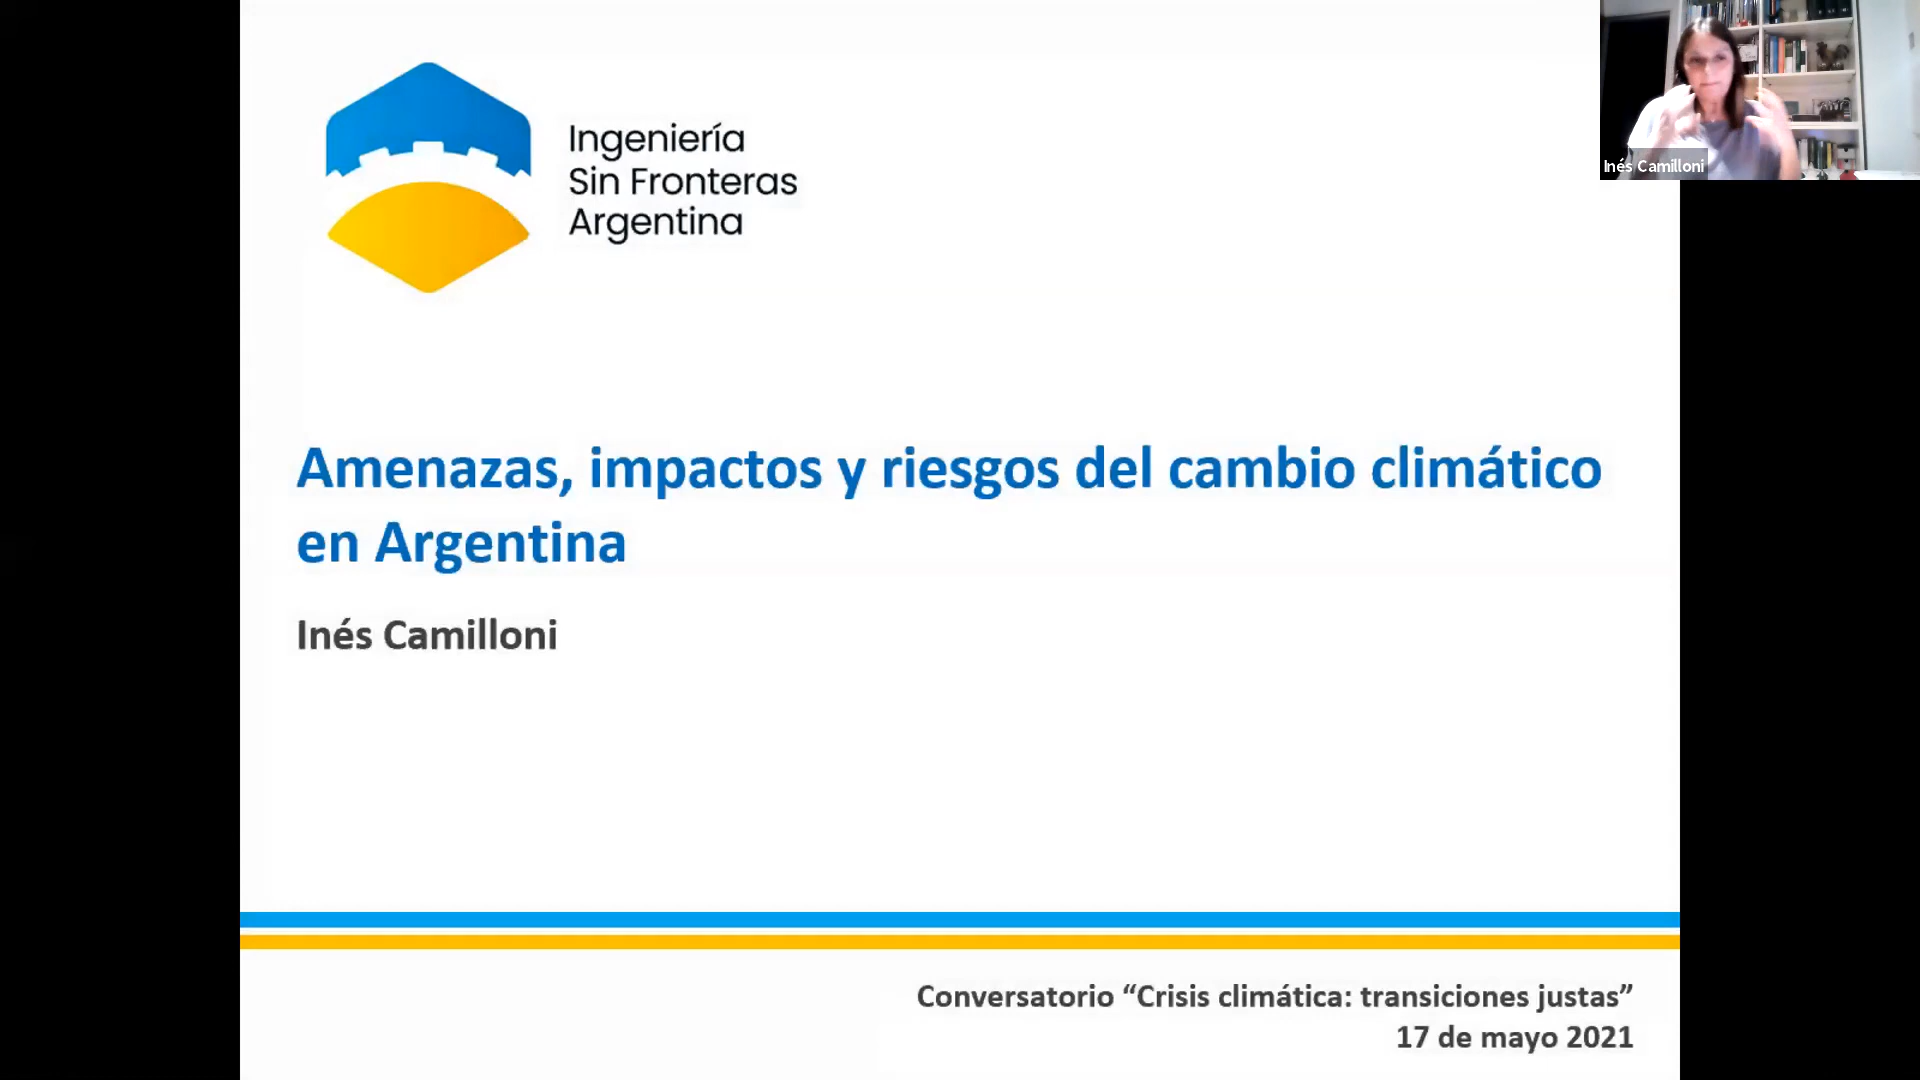 Ingeniería
Sin Fronteras
Argentina
Inés Camilloni
Amenazas, impactos y riesgos del cambio climático
en Argentina
Inés Camilloni
Conversatorio “Crisis climática: transiciones justas”
17 de mayo 2021